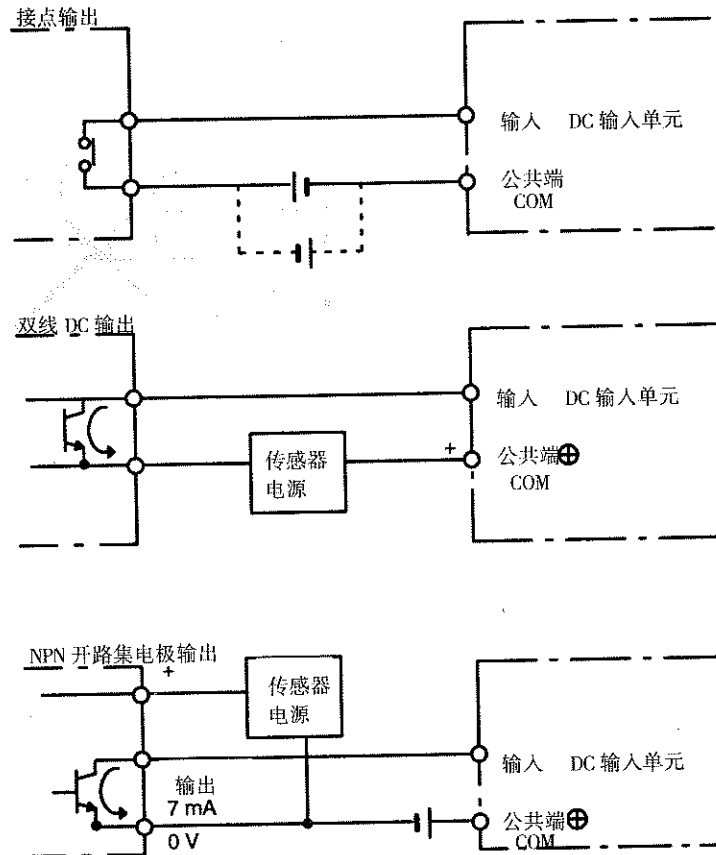 接点输出
输入 DC 输入单元
公共端
COM
双线 DC 输出
输入 DC 输入单元
传感器
电源
+
公共端⊕
COM
NPN 开路集电极输出
+
传感器
电源
输入 DC 输入单元
输出
7 mA
0 V
公共端⊕
COM